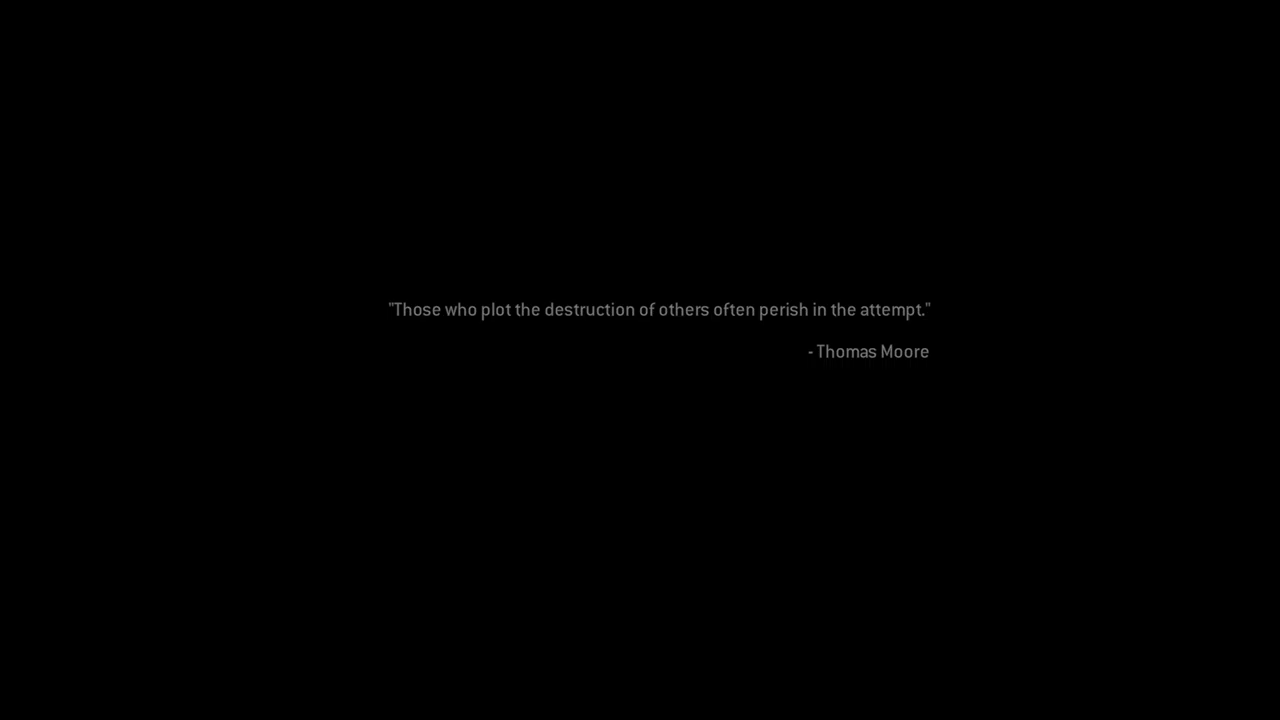 "Those who plot the destruction of others often perish in the attempt."
- Thomas Moore